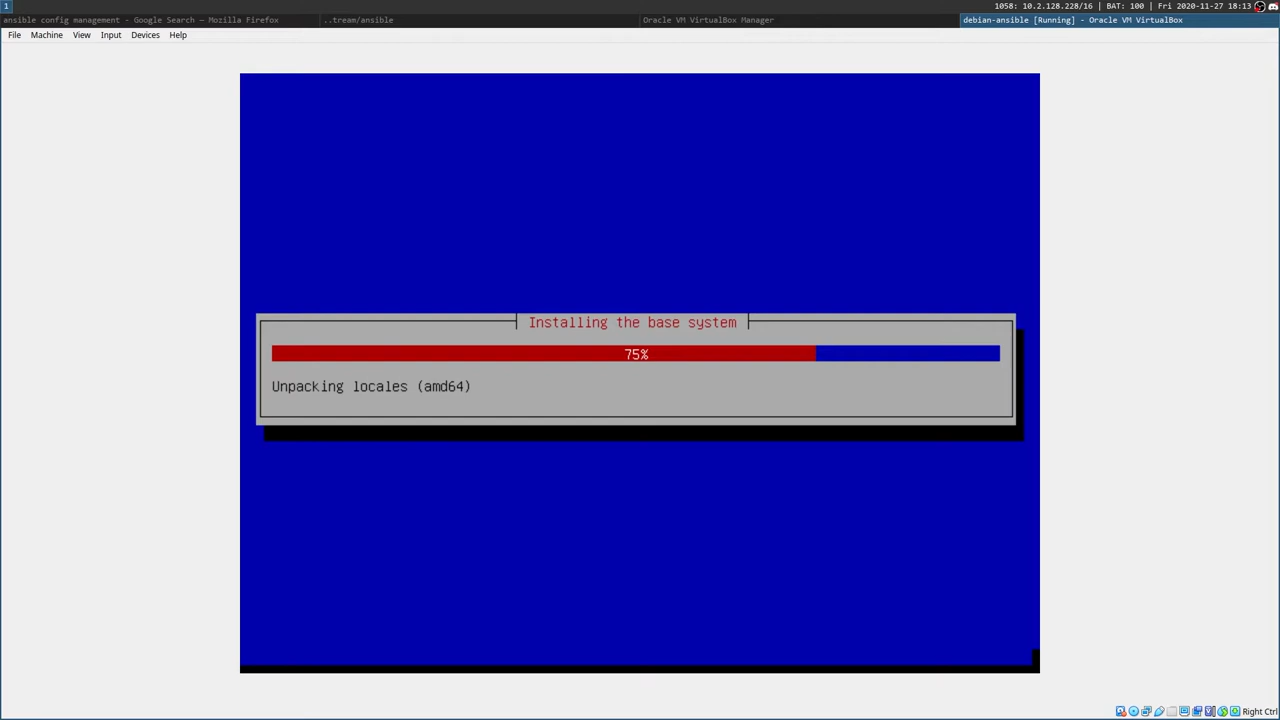 1
1058: 10.2.128.228/16 | BAT: 100 | Fri 2020-11-27 18:13
ansible config management - Google Search — Mozilla Firefox
..tream/ansible
Oracle VM VirtualBox Manager
debian-ansible [Running] - Oracle VM VirtualBox
File Machine View Input Devices Help
Installing the base system
75%
Unpacking locales (amd64)
Right Ctrl